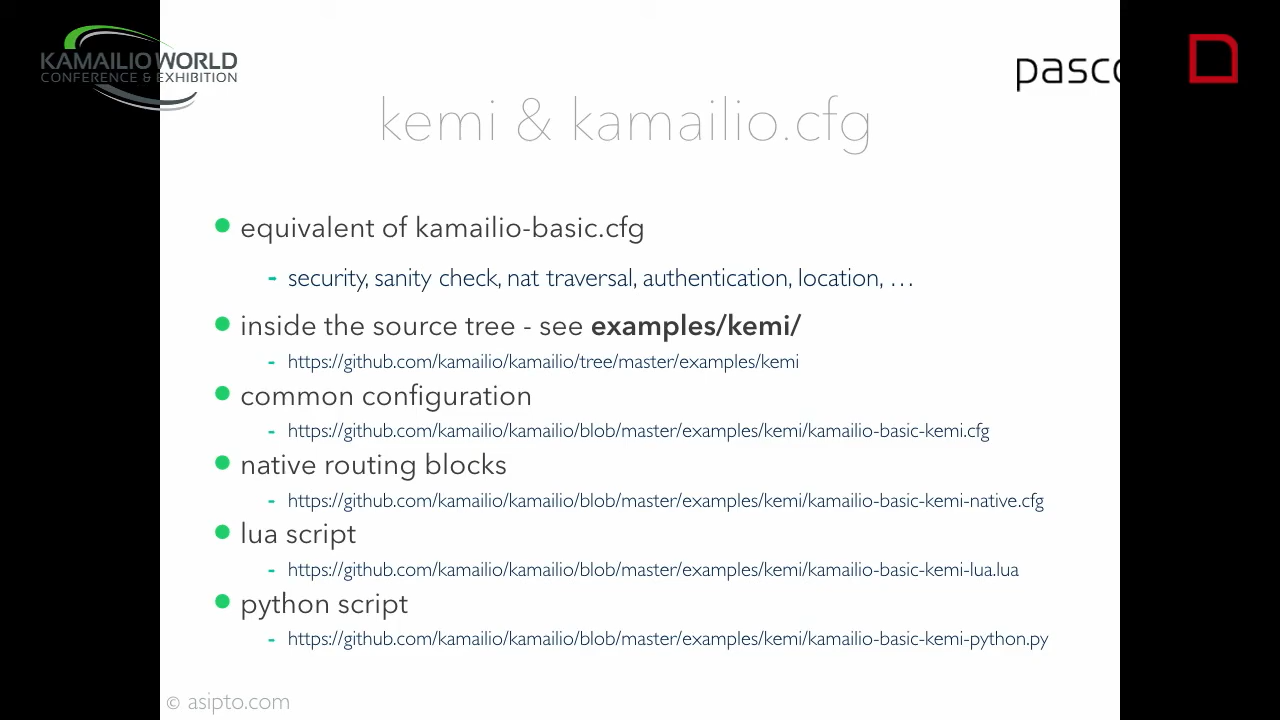 KAMAILIO WORLD
CONFERENCE & EXHIBITION
kemi & kamailio.cfg
equivalent of kamailio-basic.cfg
- security, sanity check, nat traversal, authentication, location, …
inside the source tree - see examples/kemi/
- https://github.com/kamailio/kamailio/tree/master/examples/kemi
common configuration
- https://github.com/kamailio/kamailio/blob/master/examples/kemi/kamailio-basic-kemi.cfg
native routing blocks
- https://github.com/kamailio/kamailio/blob/master/examples/kemi/kamailio-basic-kemi-native.cfg
lua script
- https://github.com/kamailio/kamailio/blob/master/examples/kemi/kamailio-basic-kemi-lua.lua
python script
- https://github.com/kamailio/kamailio/blob/master/examples/kemi/kamailio-basic-kemi-python.py
© asipto.com